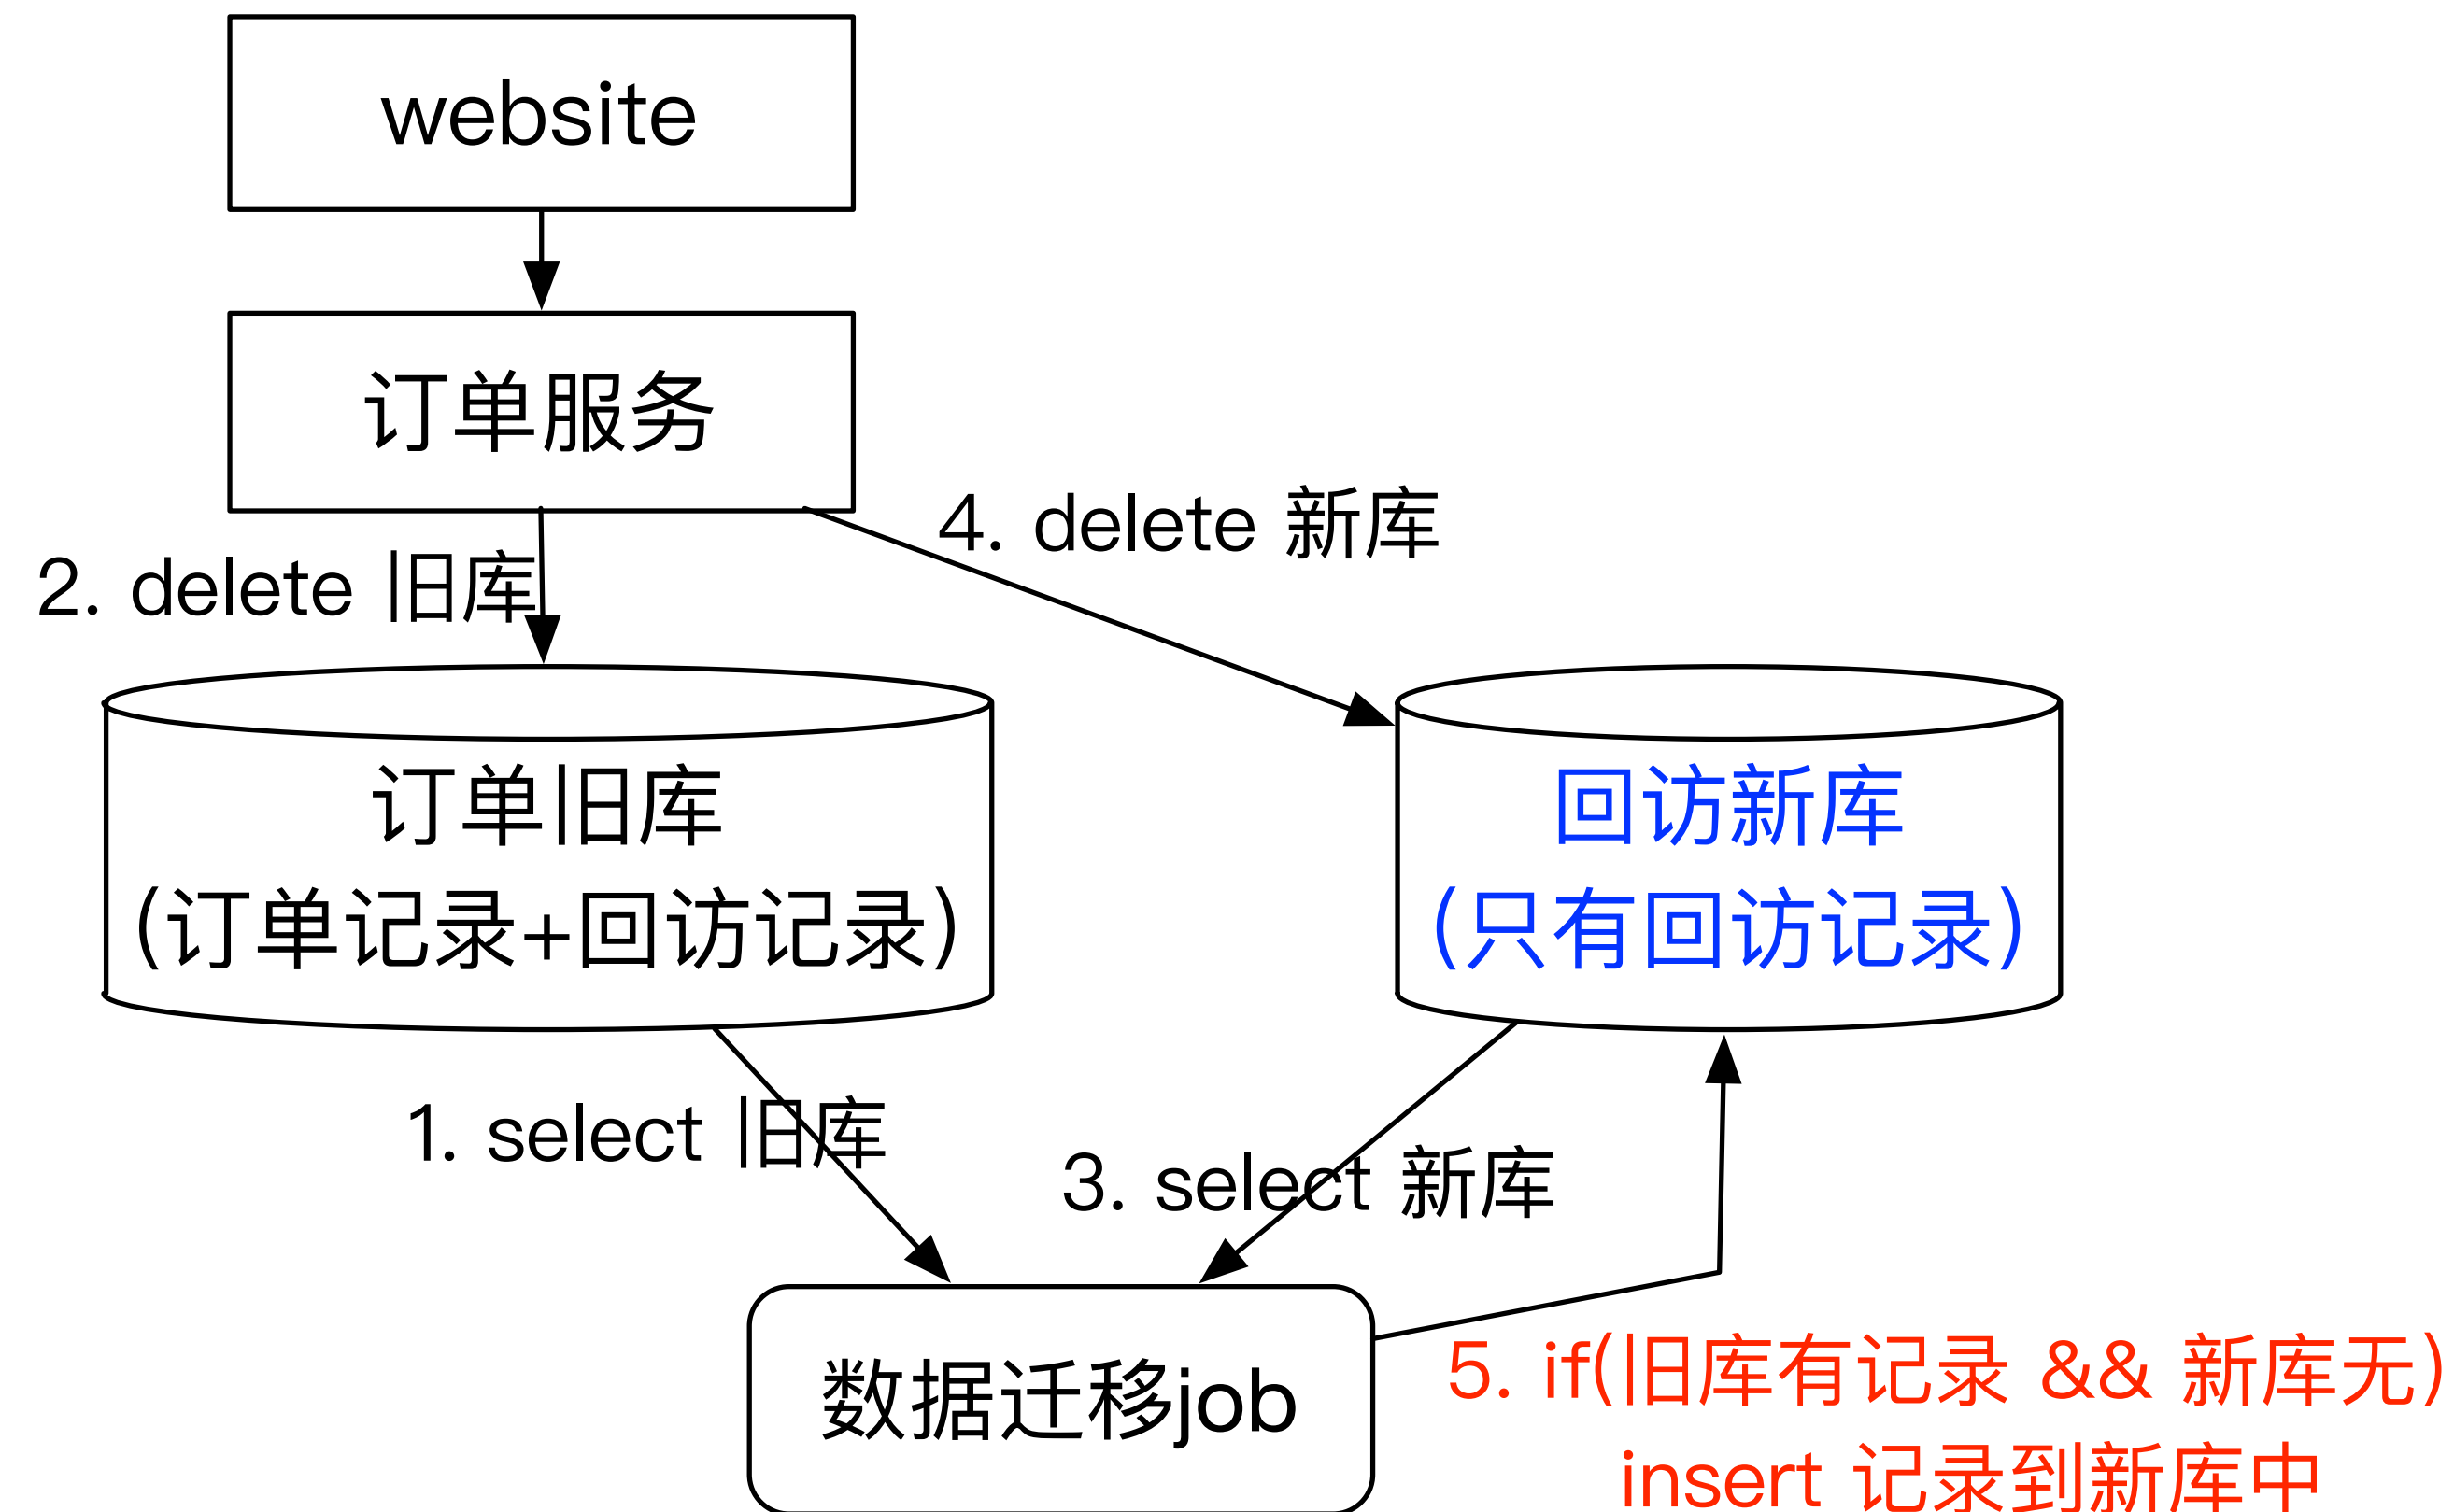 website
订单服务
4. delete 新库
2. delete 旧库
订单旧库
(订单记录+回访记录)
回访新库
(只有回访记录)
1. select 旧库
3. select 新库
数据迁移job
5. if(旧库有记录 && 新库无)
insert 记录到新库中